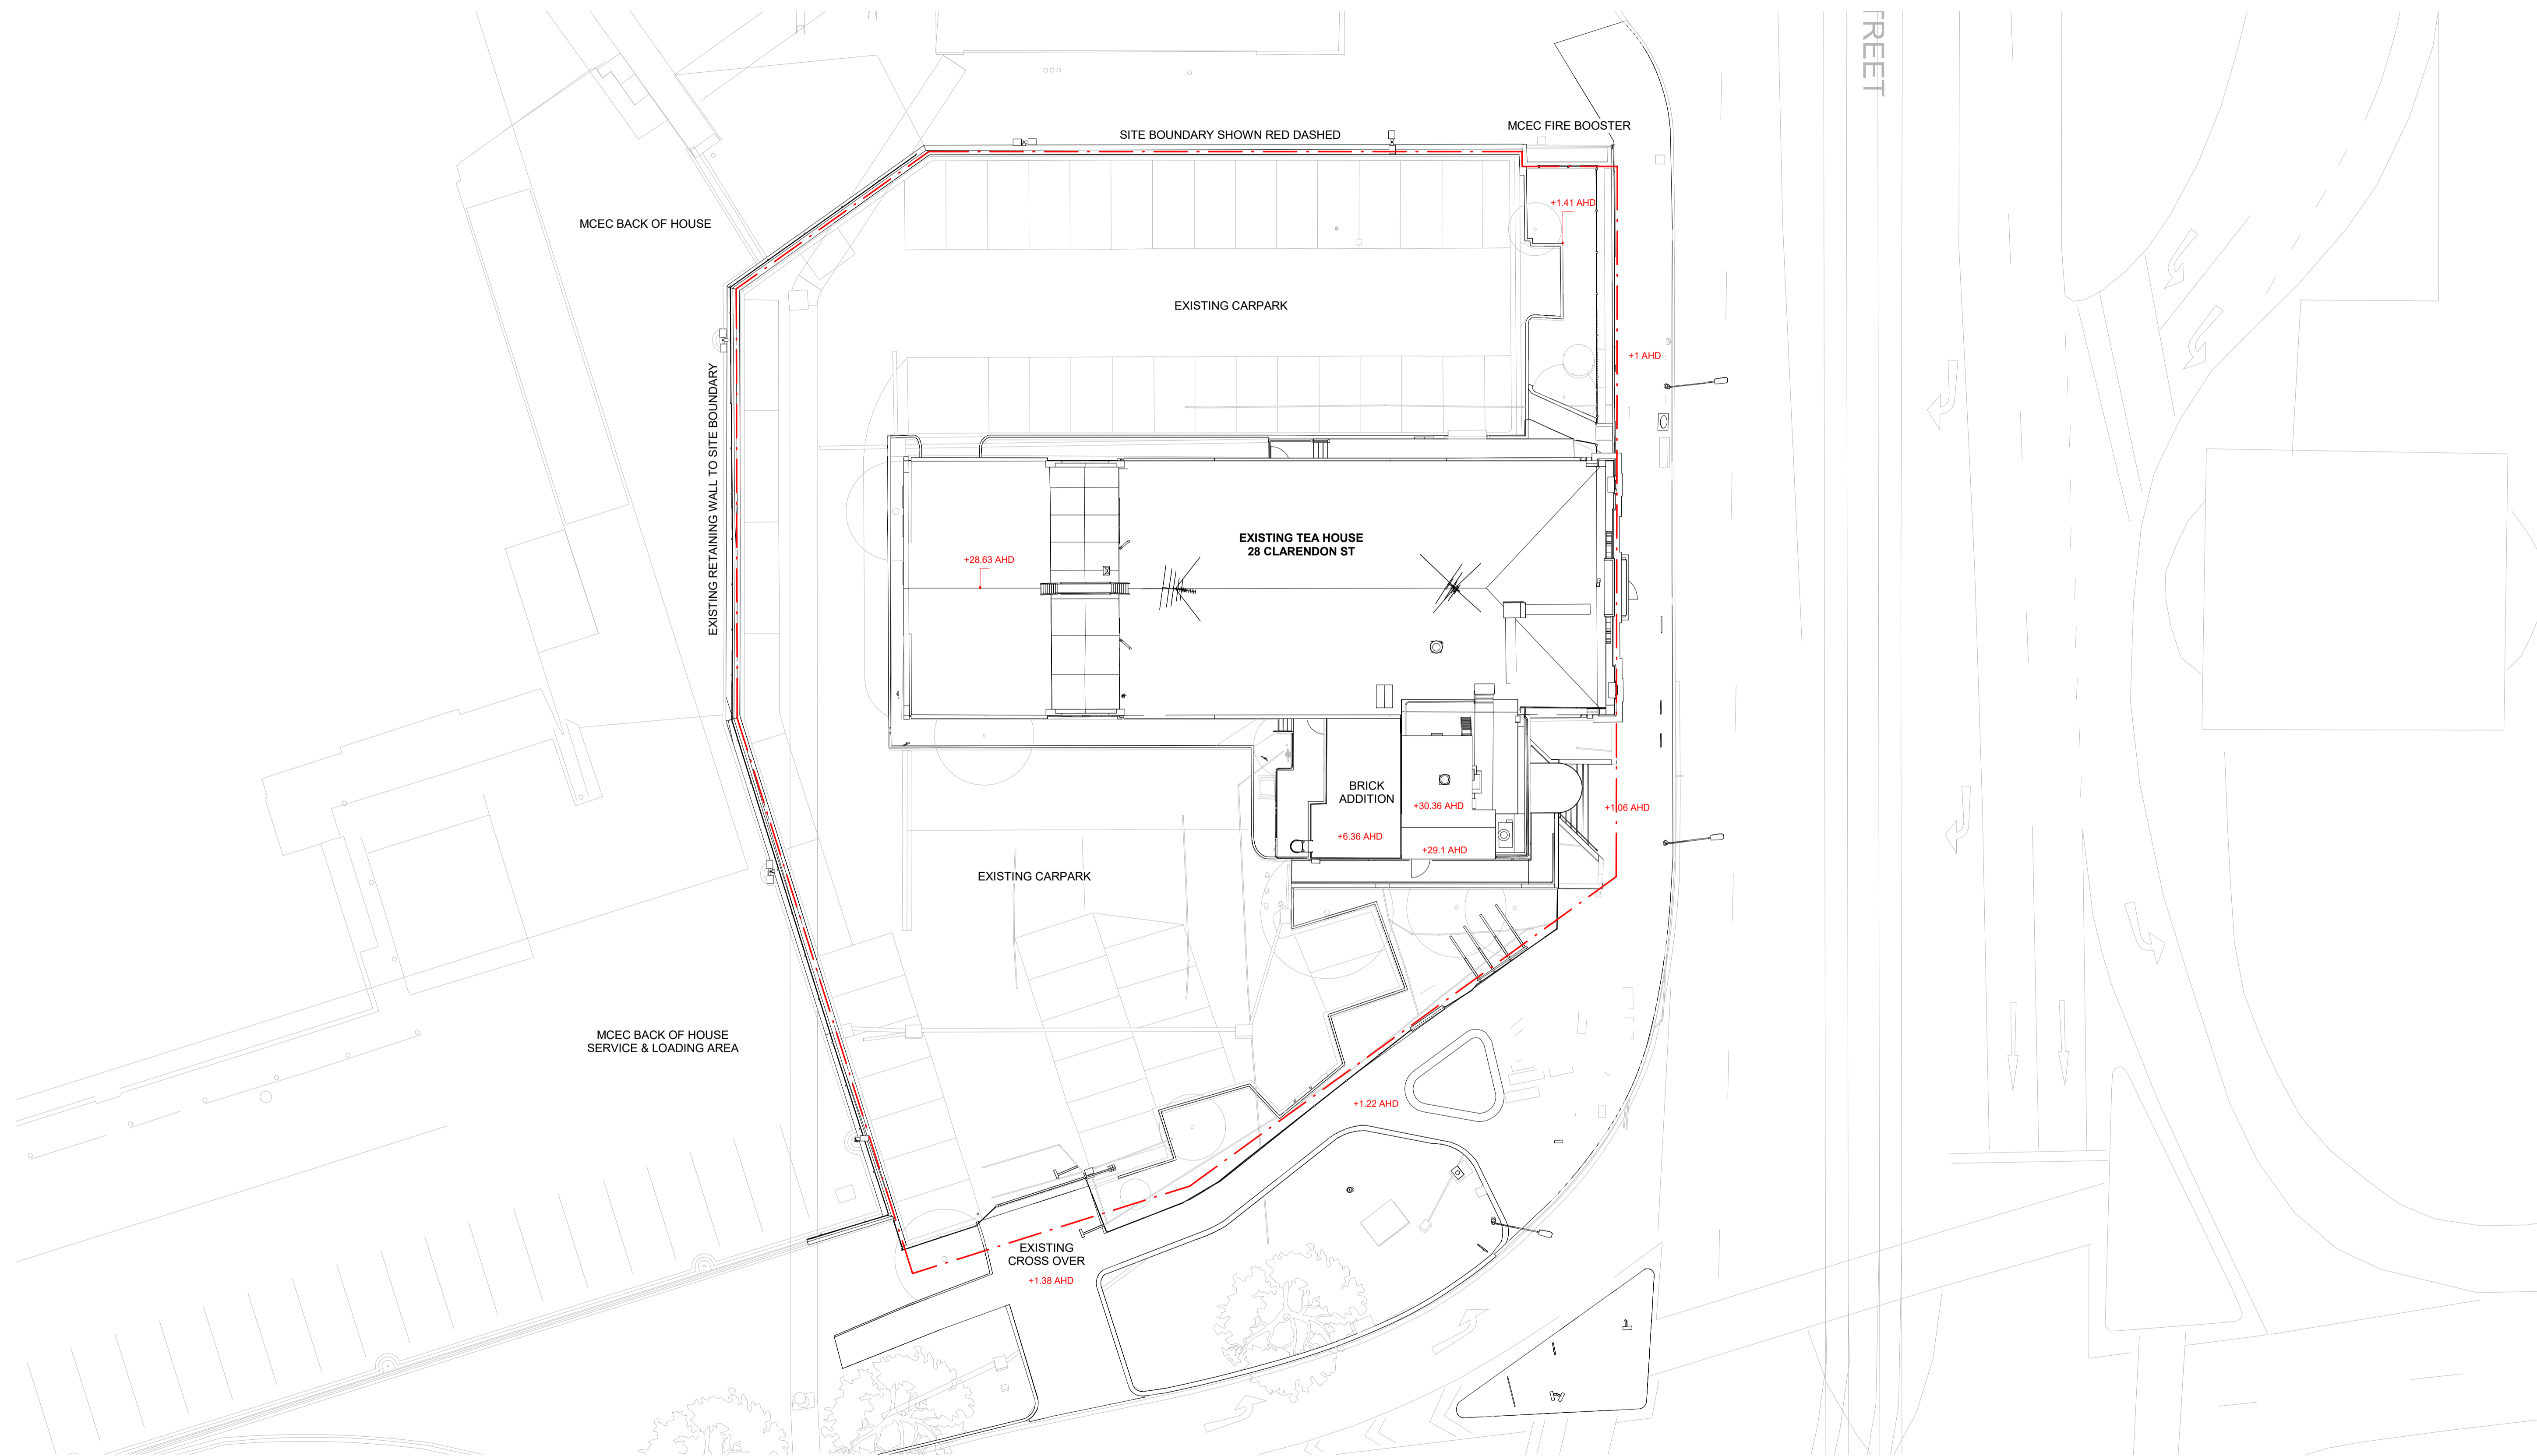 TREET
SITE BOUNDARY SHOWN RED DASHED
MCEC FIRE BOOSTER
MCEC BACK OF HOUSE
+1.41 AHD
EXISTING CARPARK
+1 AHD
EXISTING RETAINING WALL TO SITE BOUNDARY
EXISTING TEA HOUSE
28 CLARENDON ST
+28.63 AHD
BRICK
ADDITION
+30.36 AHD
+1.06 AHD
+6.36 AHD
+29.1 AHD
EXISTING CARPARK
MCEC BACK OF HOUSE
SERVICE & LOADING AREA
+1.22 AHD
EXISTING
CROSS OVER
+1.38 AHD